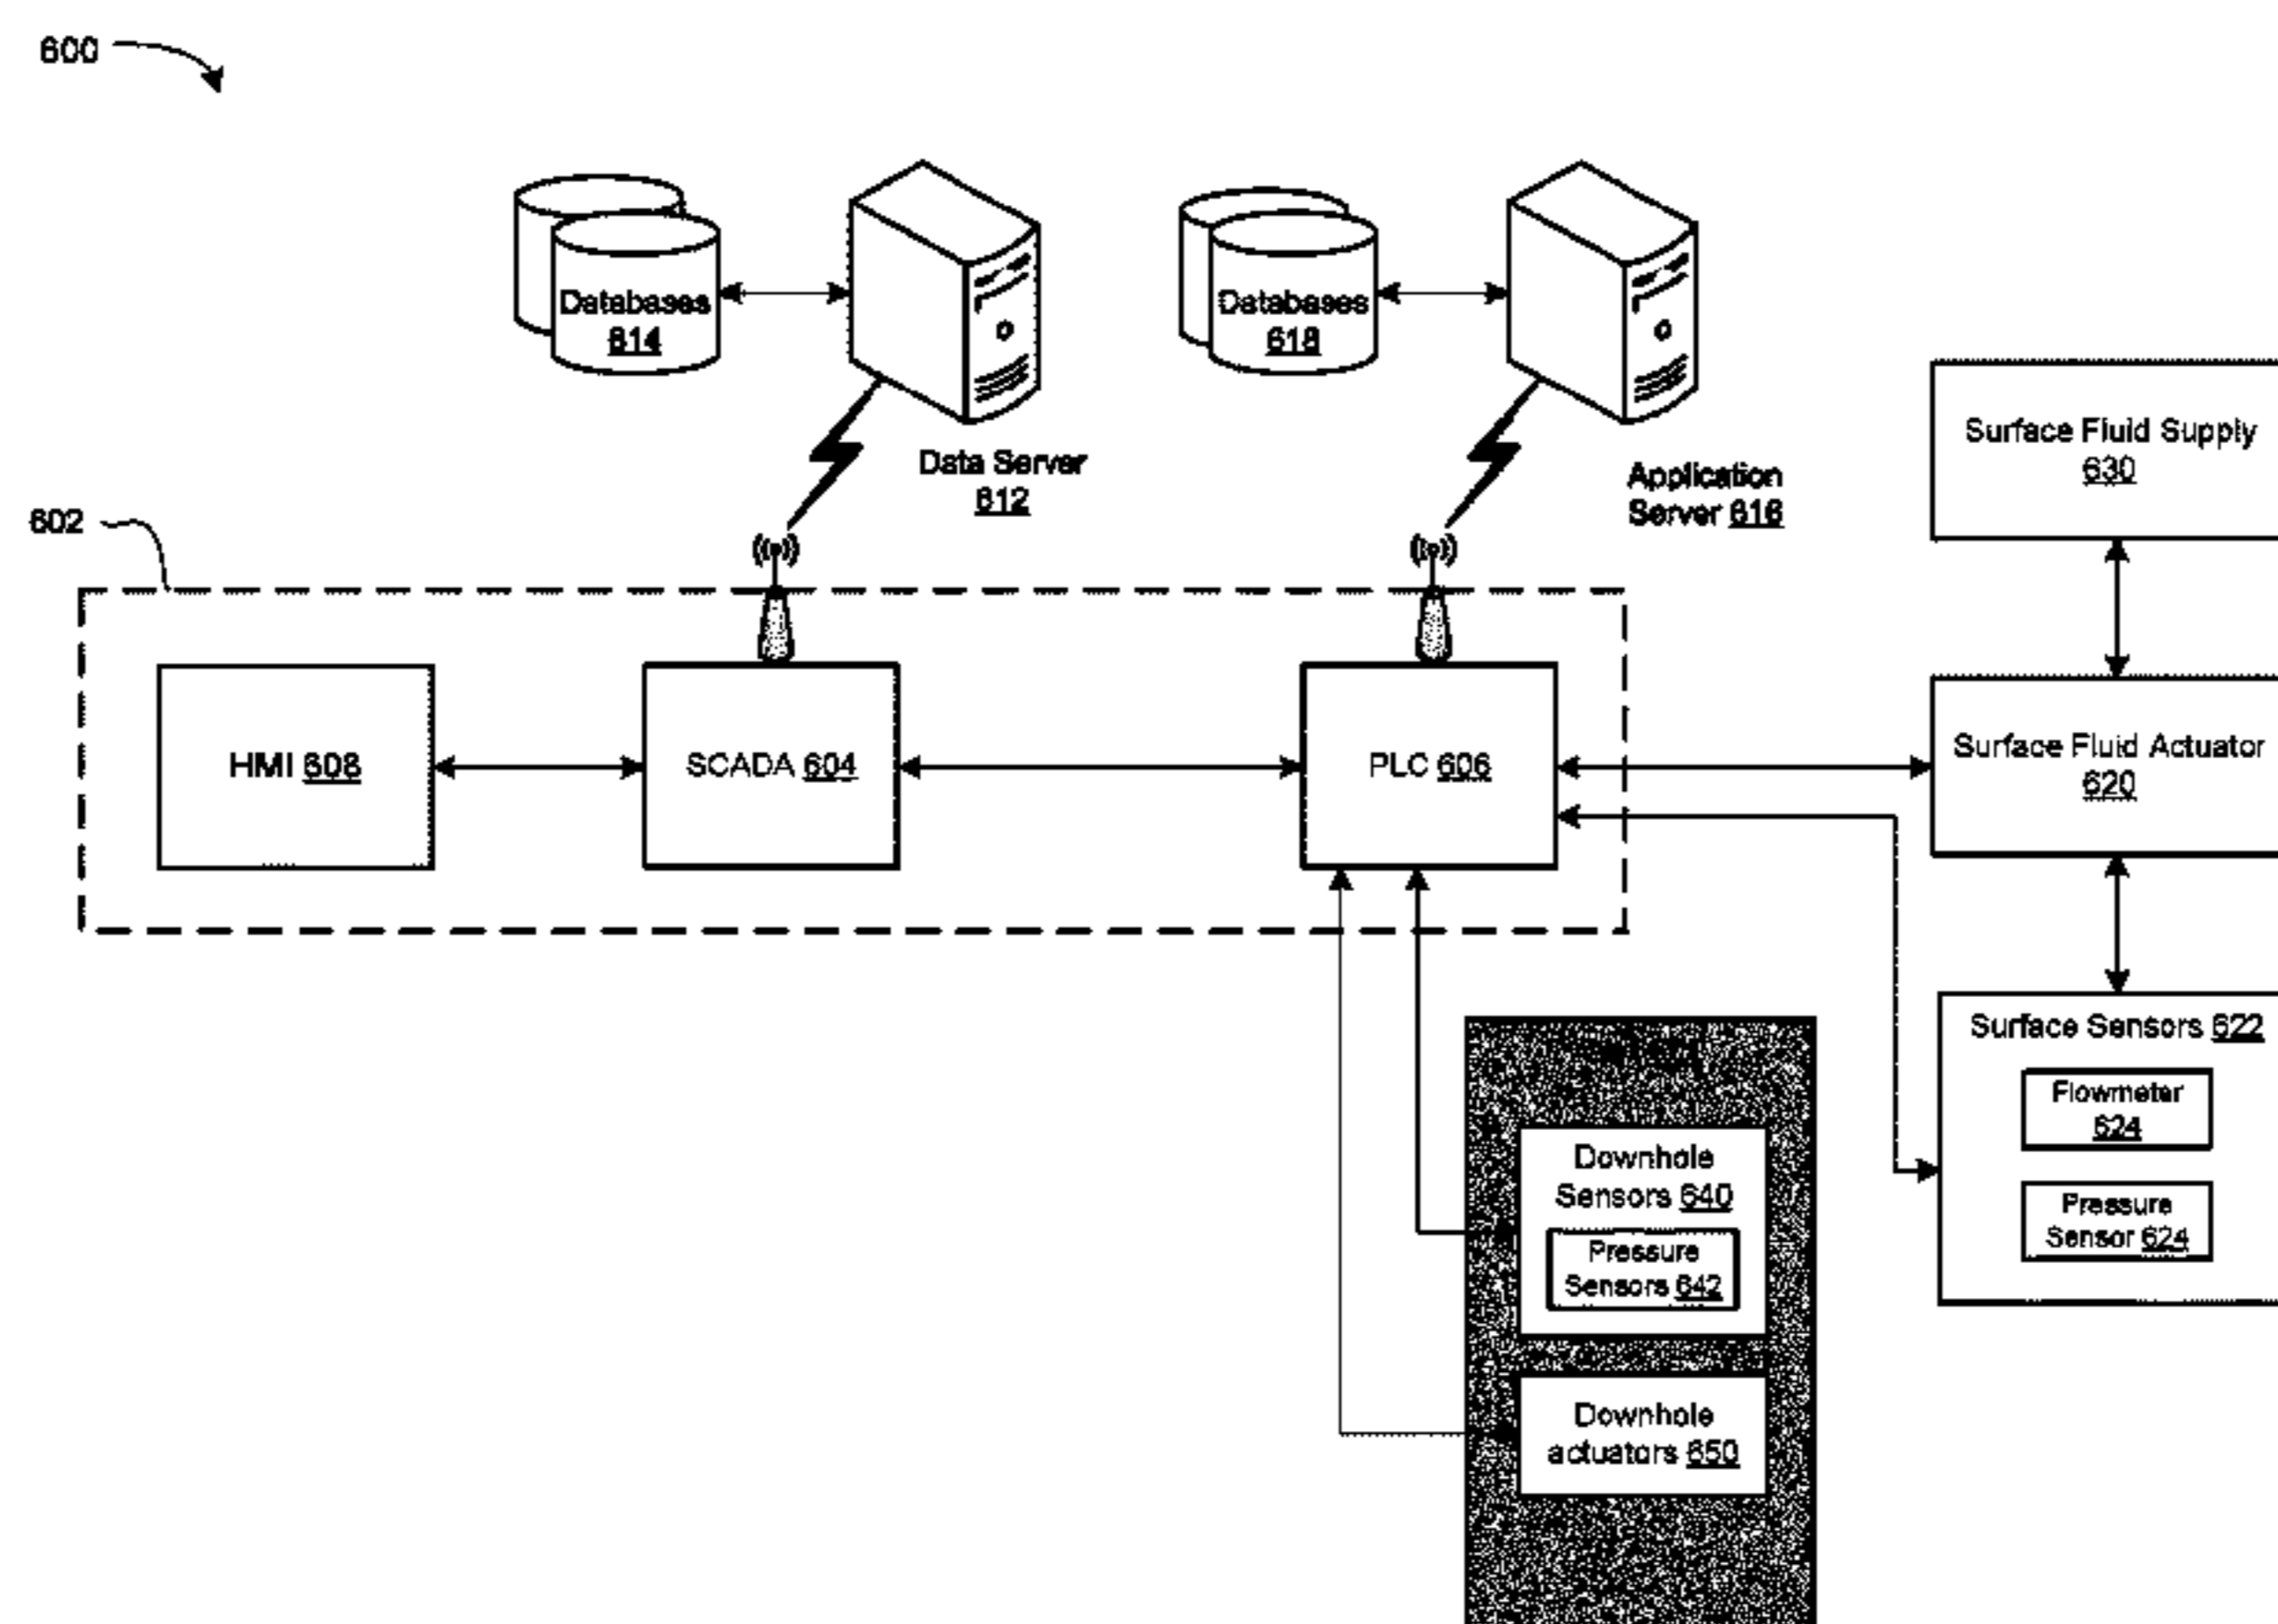 600
Databases
614
Databases
618
Data Server
612
Application
Server 616
Surface Fluid Supply
630
602
HMI 608
SCADA 604
PLC 606
Surface Fluid Actuator
620
Surface Sensors 622
Flowmeter
624
Pressure
Sensor 624
Downhole
Sensors 640
Pressure
Sensors 642
Downhole
actuators 650